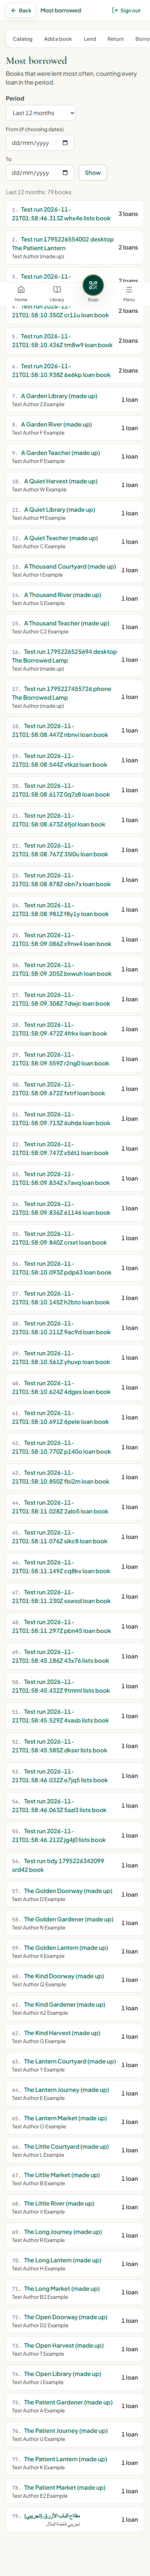 Back Most borrowed Sign out
Catalog Add a book Lend Return Borrow
Most borrowed
Books that were lent most often, counting every
loan in the period.
Period
Last 12 months
From (if choosing dates)
dd/mm/yyyy
To
dd/mm/yyyy Show
Last 12 months: 79 books
1. Test run 2026-11-
21T01:58:46.313Z whx4e lists book 3 loans
2. Test run 1795226554002 desktop
The Patient Lantern
Author (made up) 2 loans
3. Test run 2026-11- 2 loans
Home Library Scan Menu
21T01:58:10.350Z cr11u loan book 2 loans
5. Test run 2026-11-
21T01:58:10.436Z tm8w9 loan book 2 loans
6. Test run 2026-11-
21T01:58:10.938Z 6e6kp loan book 2 loans
7. A Garden Library (made up)
Test Author Z Example 1 loan
8. A Garden River (made up)
Test Author F Example 1 loan
9. A Garden Teacher (made up)
Test Author P Example 1 loan
10. A Quiet Harvest (made up)
Test Author W Example 1 loan
11. A Quiet Library (made up)
Test Author M Example 1 loan
12. A Quiet Teacher (made up)
Test Author C Example 1 loan
13. A Thousand Courtyard (made up)
Test Author I Example 1 loan
14. A Thousand River (made up)
Test Author S Example 1 loan
15. A Thousand Teacher (made up)
Test Author C2 Example 1 loan
16. Test run 1795226525694 desktop
The Borrowed Lamp
Author (made up) 1 loan
17. Test run 1795227455726 phone
The Borrowed Lamp
Author (made up) 1 loan
18. Test run 2026-11-
21T01:58:08.447Z nbnvi loan book 1 loan
19. Test run 2026-11-
21T01:58:08.544Z vtkzz loan book 1 loan
20. Test run 2026-11-
21T01:58:08.617Z 0q7z8 loan book 1 loan
21. Test run 2026-11-
21T01:58:08.673Z 6fjol loan book 1 loan
22. Test run 2026-11-
21T01:58:08.767Z 35l0u loan book 1 loan
23. Test run 2026-11-
21T01:58:08.878Z obn7x loan book 1 loan
24. Test run 2026-11-
21T01:58:08.981Z f8y1y loan book 1 loan
25. Test run 2026-11-
21T01:58:09.086Z x9nw4 loan book 1 loan
26. Test run 2026-11-
21T01:58:09.205Z bxwuh loan book 1 loan
27. Test run 2026-11-
21T01:58:09.308Z 7dwjc loan book 1 loan
28. Test run 2026-11-
21T01:58:09.472Z 4frkx loan book 1 loan
29. Test run 2026-11-
21T01:58:09.559Z r2ng0 loan book 1 loan
30. Test run 2026-11-
21T01:58:09.672Z fxtrf loan book 1 loan
31. Test run 2026-11-
21T01:58:09.713Z 6uhda loan book 1 loan
32. Test run 2026-11-
21T01:58:09.747Z x56t1 loan book 1 loan
33. Test run 2026-11-
21T01:58:09.834Z x7avq loan book 1 loan
34. Test run 2026-11-
21T01:58:09.836Z 61146 loan book 1 loan
35. Test run 2026-11-
21T01:58:09.840Z crsxt loan book 1 loan
36. Test run 2026-11-
21T01:58:10.093Z pdp63 loan book 1 loan
37. Test run 2026-11-
21T01:58:10.145Z h2bto loan book 1 loan
38. Test run 2026-11-
21T01:58:10.211Z 9ac9d loan book 1 loan
39. Test run 2026-11-
21T01:58:10.561Z yhuvp loan book 1 loan
40. Test run 2026-11-
21T01:58:10.624Z 4dges loan book 1 loan
41. Test run 2026-11-
21T01:58:10.691Z 6pele loan book 1 loan
42. Test run 2026-11-
21T01:58:10.770Z p140o loan book 1 loan
43. Test run 2026-11-
21T01:58:10.850Z fbi2m loan book 1 loan
44. Test run 2026-11-
21T01:58:11.028Z 2alo5 loan book 1 loan
45. Test run 2026-11-
21T01:58:11.076Z sikc8 loan book 1 loan
46. Test run 2026-11-
21T01:58:11.149Z cq8kv loan book 1 loan
47. Test run 2026-11-
21T01:58:11.230Z sswsd loan book 1 loan
48. Test run 2026-11-
21T01:58:11.297Z pbn45 loan book 1 loan
49. Test run 2026-11-
21T01:58:45.186Z 43x76 lists book 1 loan
50. Test run 2026-11-
21T01:58:45.432Z 9tmml lists book 1 loan
51. Test run 2026-11-
21T01:58:45.529Z 4vasb lists book 1 loan
52. Test run 2026-11-
21T01:58:45.585Z dksxr lists book 1 loan
53. Test run 2026-11-
21T01:58:46.032Z e7jq5 lists book 1 loan
54. Test run 2026-11-
21T01:58:46.063Z 5azl3 lists book 1 loan
55. Test run 2026-11-
21T01:58:46.212Z jg4j0 lists book 1 loan
56. Test run tidy 1795226342099
srd42 book 1 loan
57. The Golden Doorway (made up)
Test Author D Example 1 loan
58. The Golden Gardener (made up)
Test Author N Example 1 loan
59. The Golden Lantern (made up)
Test Author X Example 1 loan
60. The Kind Doorway (made up)
Test Author Q Example 1 loan
61. The Kind Gardener (made up)
Test Author A2 Example 1 loan
62. The Kind Harvest (made up)
Test Author G Example 1 loan
63. The Lantern Courtyard (made up)
Test Author Y Example 1 loan
64. The Lantern Journey (made up)
Test Author E Example 1 loan
65. The Lantern Market (made up)
Test Author O Example 1 loan
66. The Little Courtyard (made up)
Test Author L Example 1 loan
67. The Little Market (made up)
Test Author B Example 1 loan
68. The Little River (made up)
Test Author V Example 1 loan
69. The Long Journey (made up)
Test Author R Example 1 loan
70. The Long Lantern (made up)
Test Author H Example 1 loan
71. The Long Market (made up)
Test Author B2 Example 1 loan
72. The Open Doorway (made up)
Test Author D2 Example 1 loan
73. The Open Harvest (made up)
Test Author T Example 1 loan
74. The Open Library (made up)
Test Author J Example 1 loan
75. The Patient Gardener (made up)
Test Author A Example 1 loan
76. The Patient Journey (made up)
Test Author U Example 1 loan
77. The Patient Lantern (made up)
Test Author K Example 1 loan
78. The Patient Market (made up)
Test Author E2 Example 1 loan
79. مفتاح الباب الأزرق (تجريبي) 1 loan